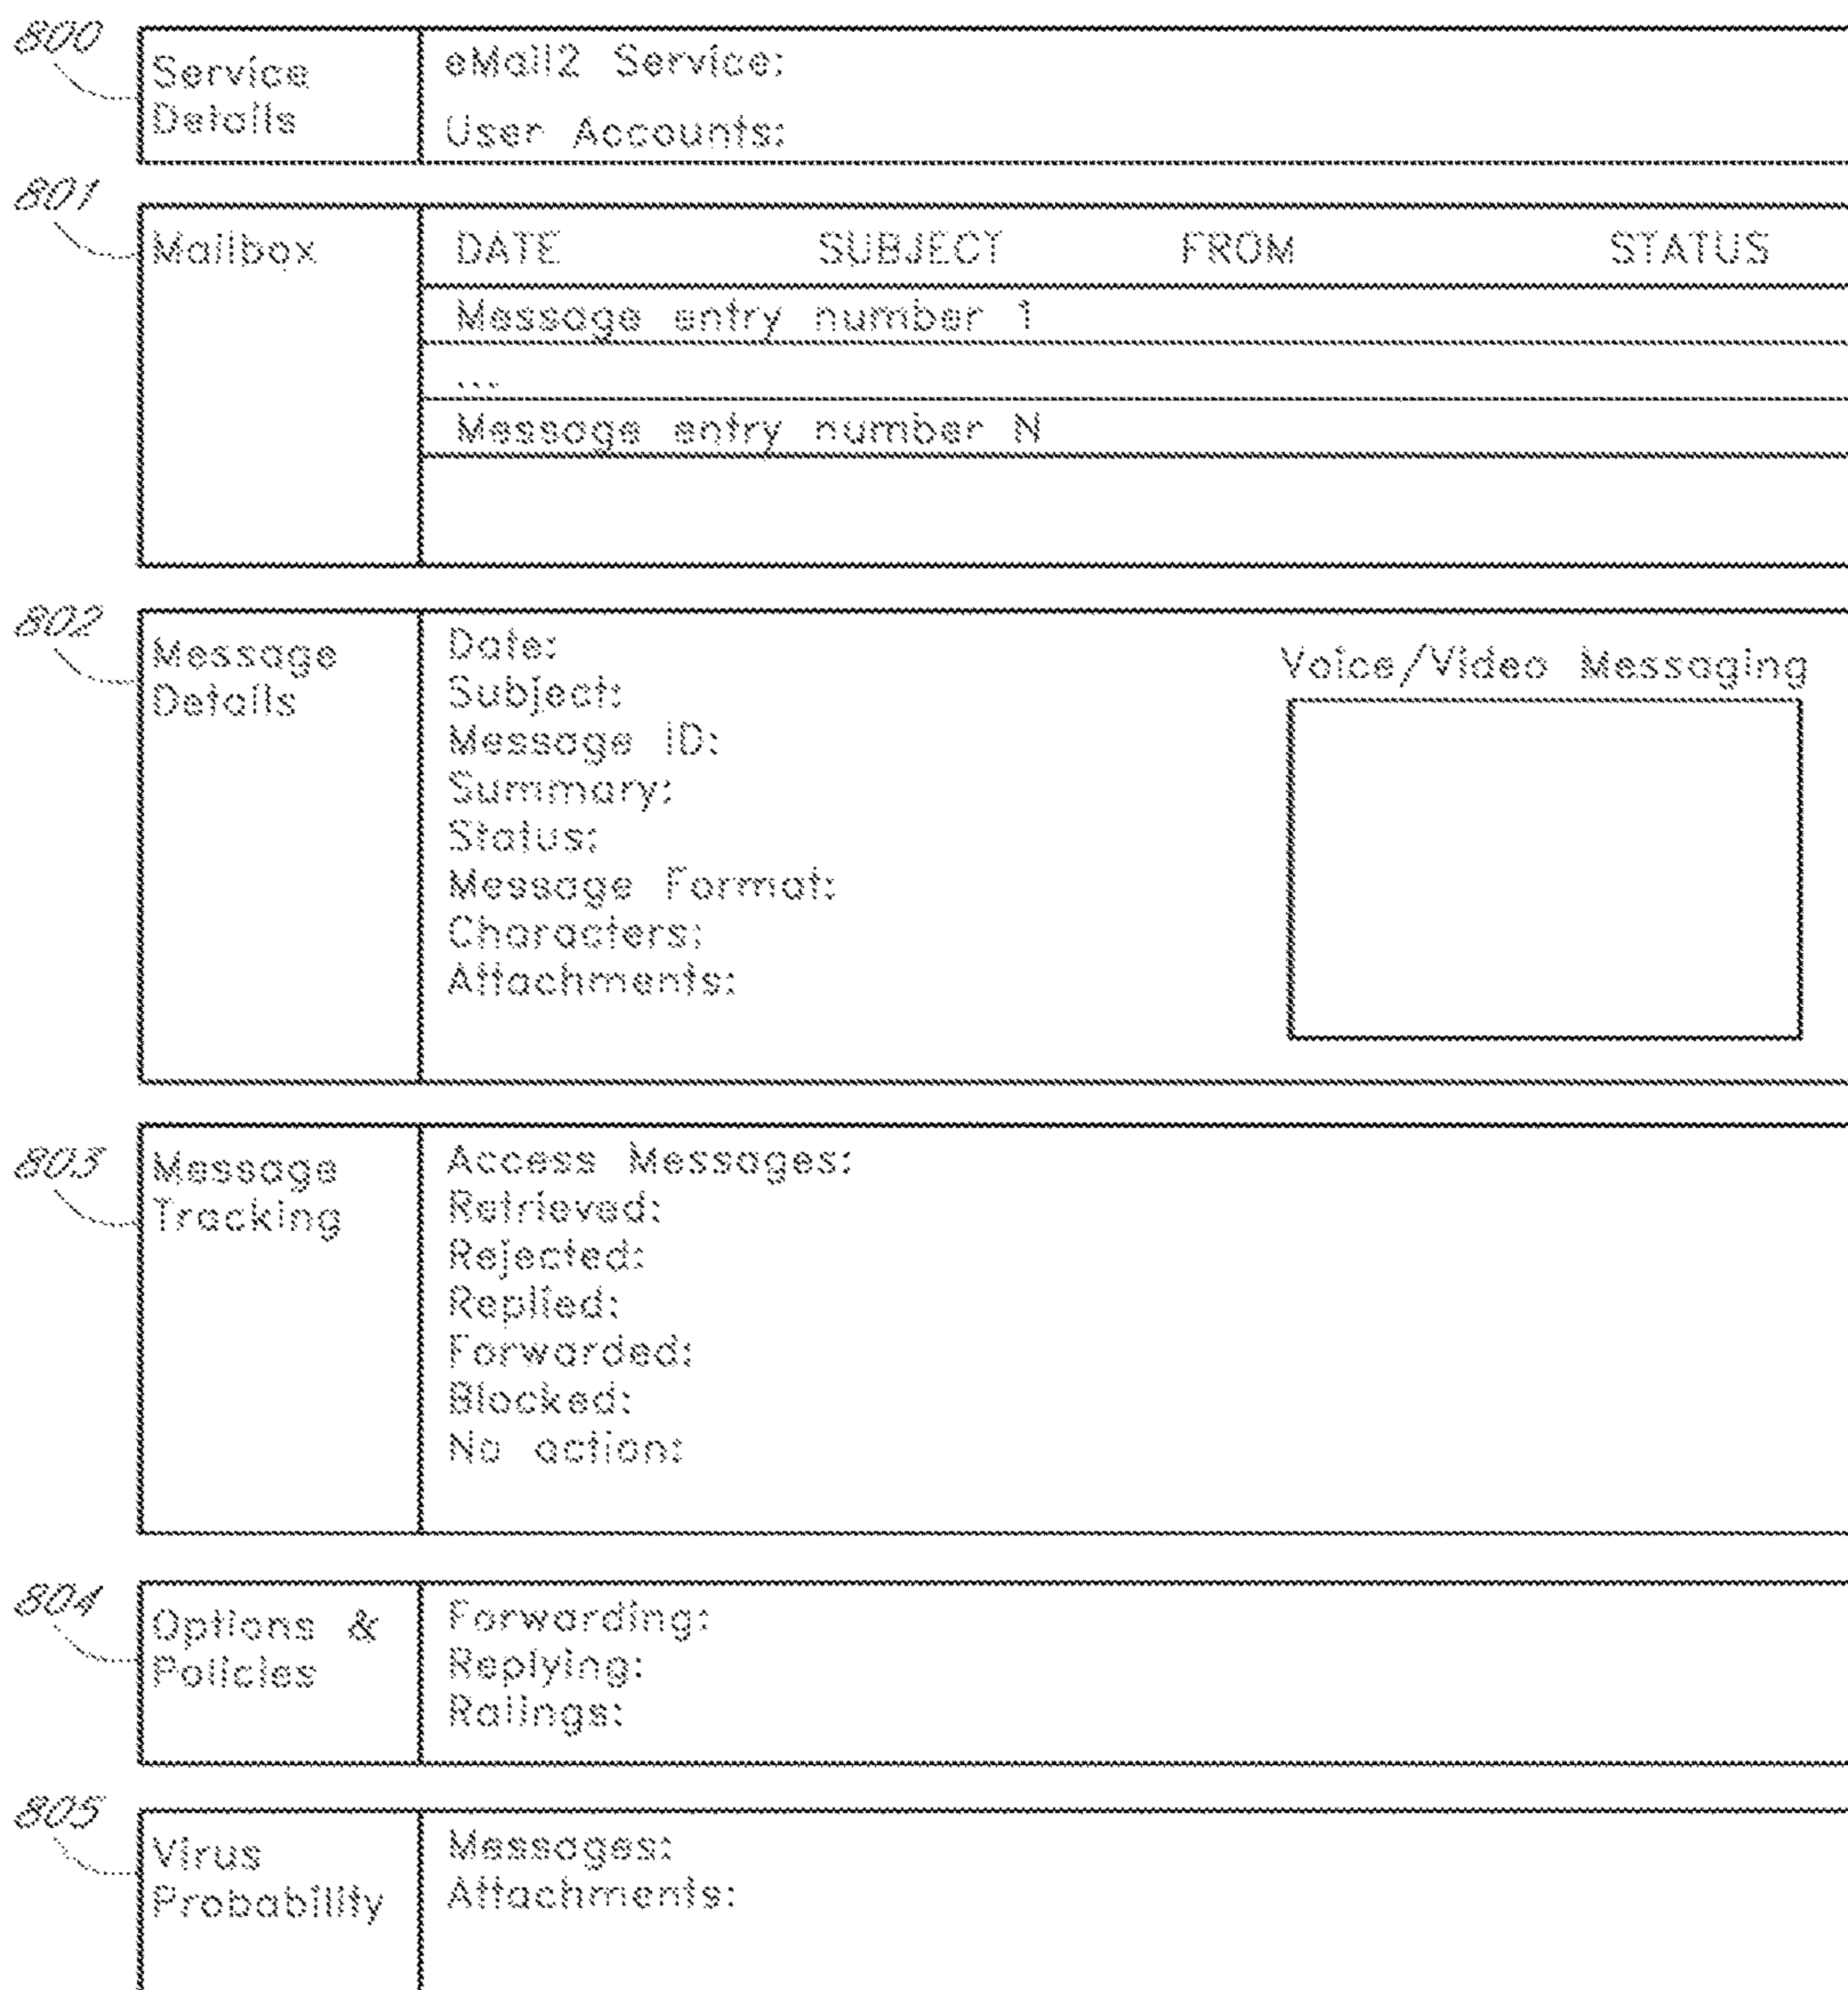 800
Service
Details
eMail2 Service:
User Accounts:
801
Mailbox
DATE SUBJECT FROM STATUS
Message entry number 1
...
Message entry number N
802
Message
Details
Date:
Subject:
Message ID:
Summary:
Status:
Message Format:
Characters:
Attachments:
Voice/Video Messaging
803
Message
Tracking
Access Messages:
Retrieved:
Rejected:
Replied:
Forwarded:
Blocked:
No action:
804
Options &
Policies
Forwarding:
Replying:
Ratings:
805
Virus
Probability
Messages:
Attachments: